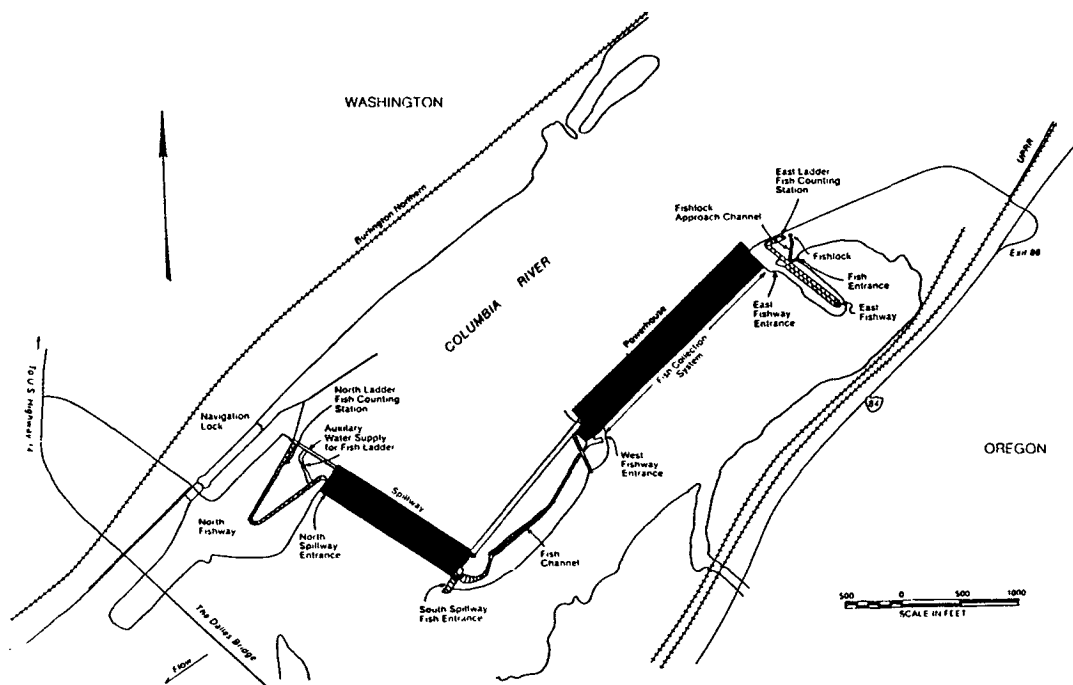 WASHINGTON
Burlington Northern
COLUMBIA RIVER
UPRR
East Ladder
Fish Counting
Station
Fishlock
Approach Channel
Fishlock
Exit 88
Fish
Entrance
East
Fishway
East
Fishway
Entrance
Powerhouse
Fish Collection
System
To U.S. Highway 14
North Ladder
Fish Counting
Station
Navigation
Lock
Auxiliary
Water Supply
for Fish Ladder
84
OREGON
West
Fishway
Entrance
Spillway
North
Fishway
North
Spillway
Entrance
Fish
Channel
South Spillway
Fish Entrance
500 0 500 1000
SCALE IN FEET
The Dalles Bridge
Flow